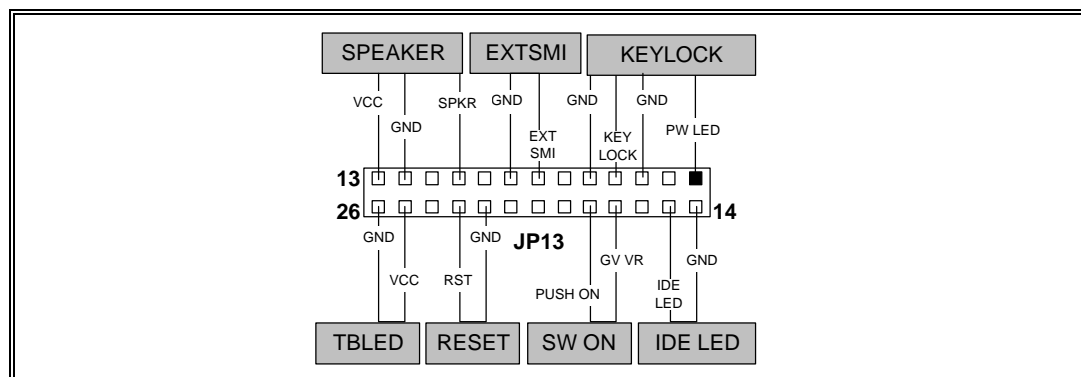 SPEAKER EXTSMI KEYLOCK
VCC GND SPKR GND EXT SMI GND KEY LOCK GND PW LED
13
26 14
JP13
GND VCC RST GND PUSH ON GV VR IDE LED GND
TBLED RESET SW ON IDE LED